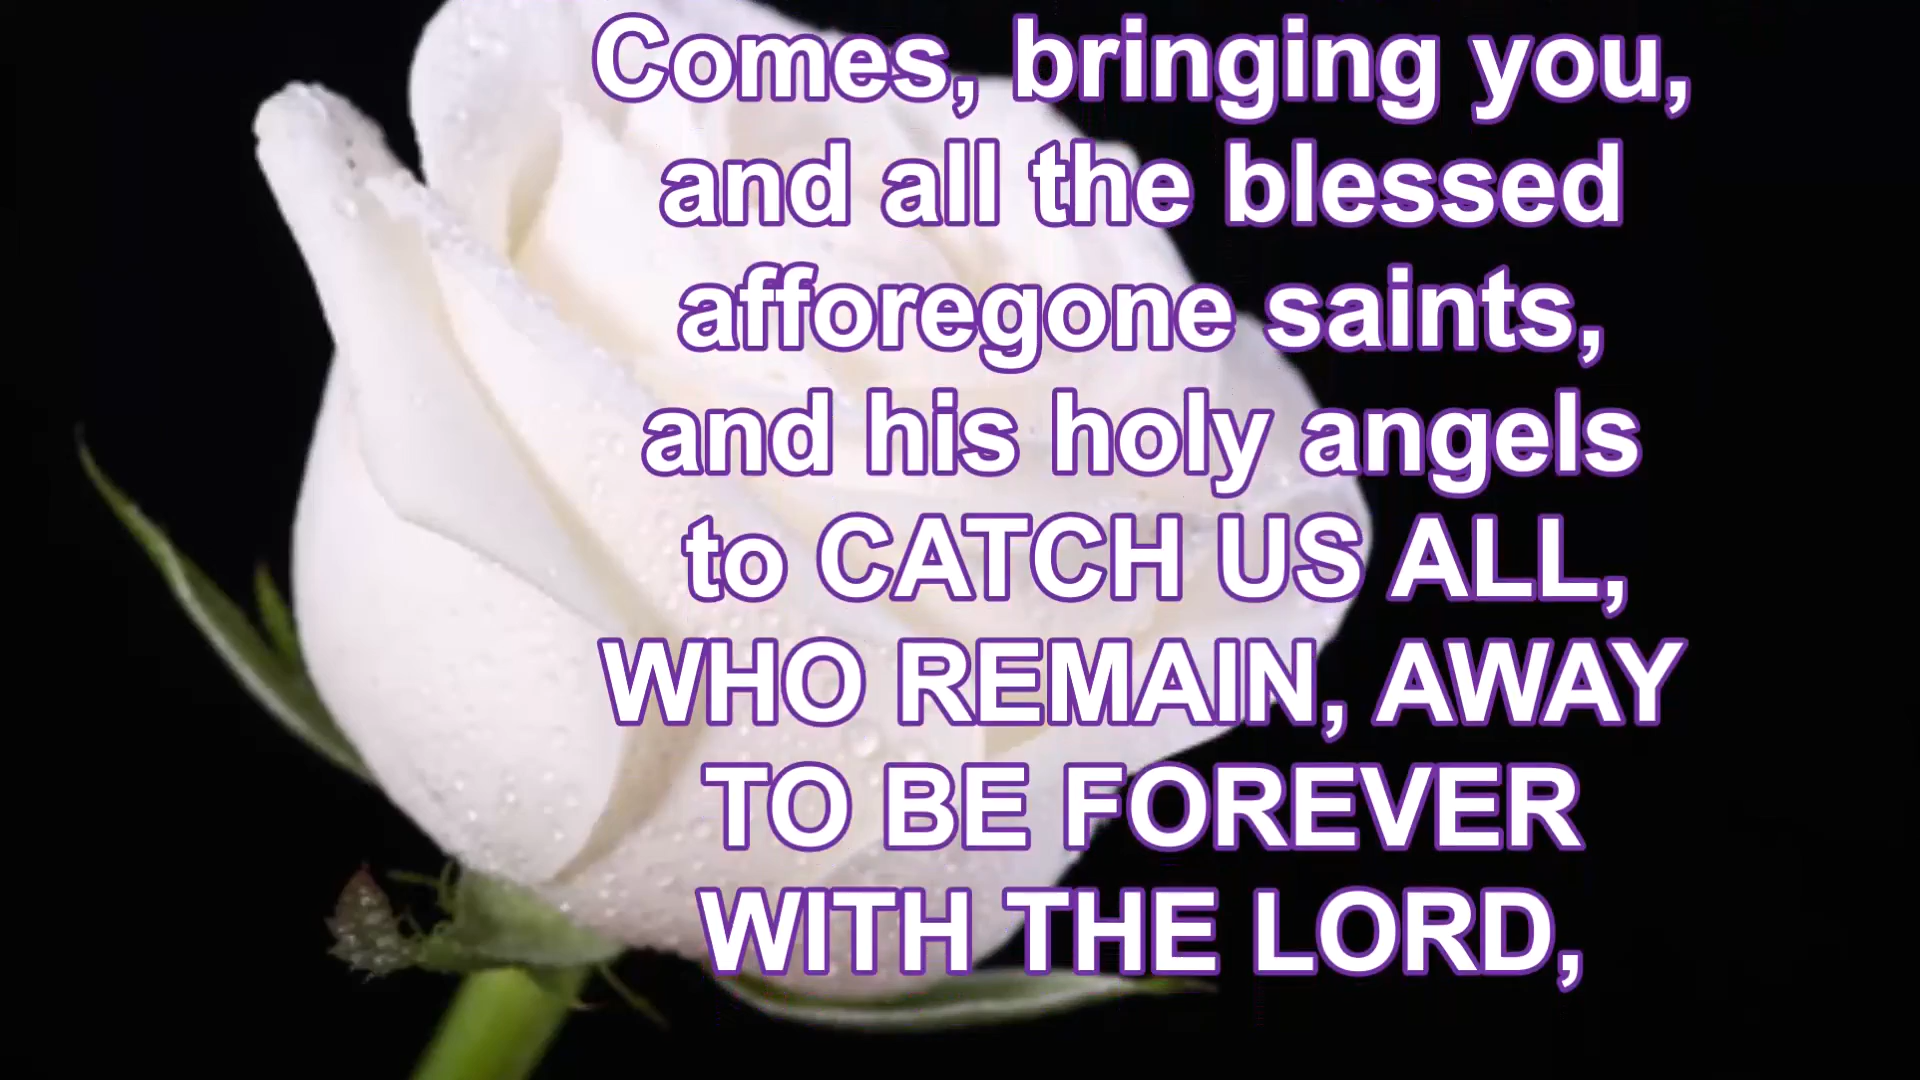 Comes, bringing you,
and all the blessed
afforegone saints,
and his holy angels
to CATCH US ALL,
WHO REMAIN, AWAY
TO BE FOREVER
WITH THE LORD,